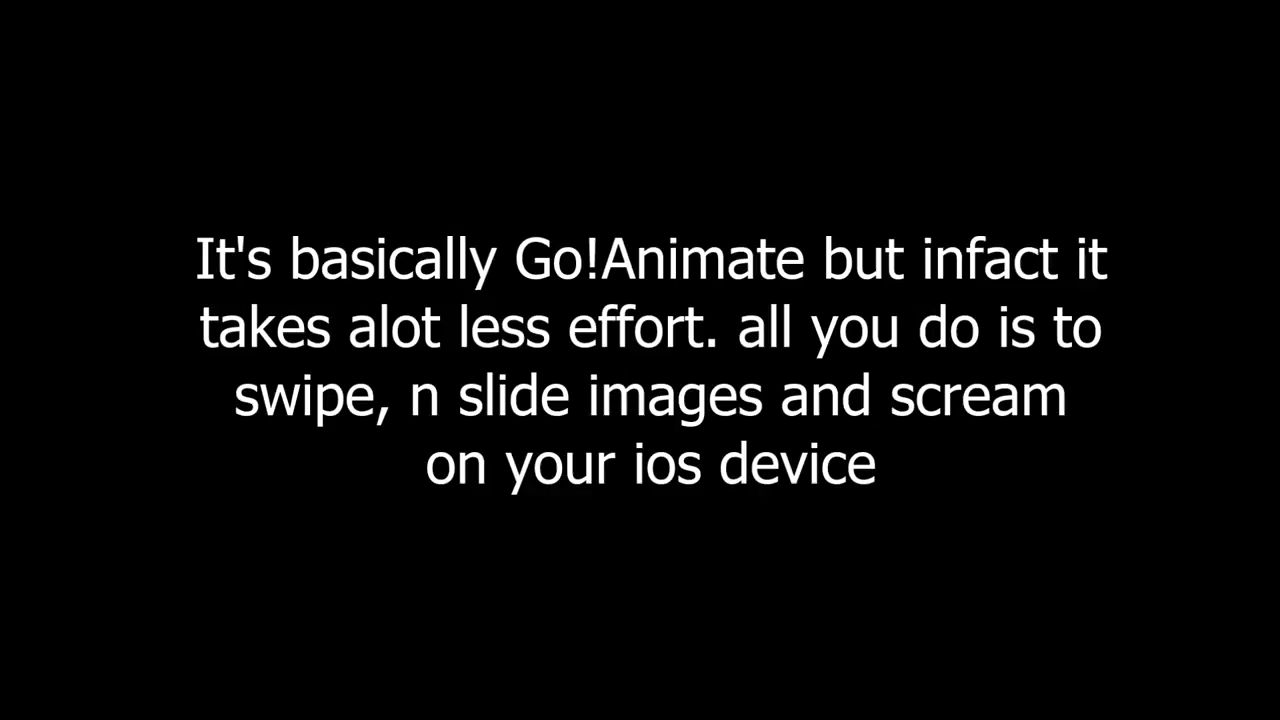 It's basically Go!Animate but infact it
takes alot less effort. all you do is to
swipe, n slide images and scream
on your ios device